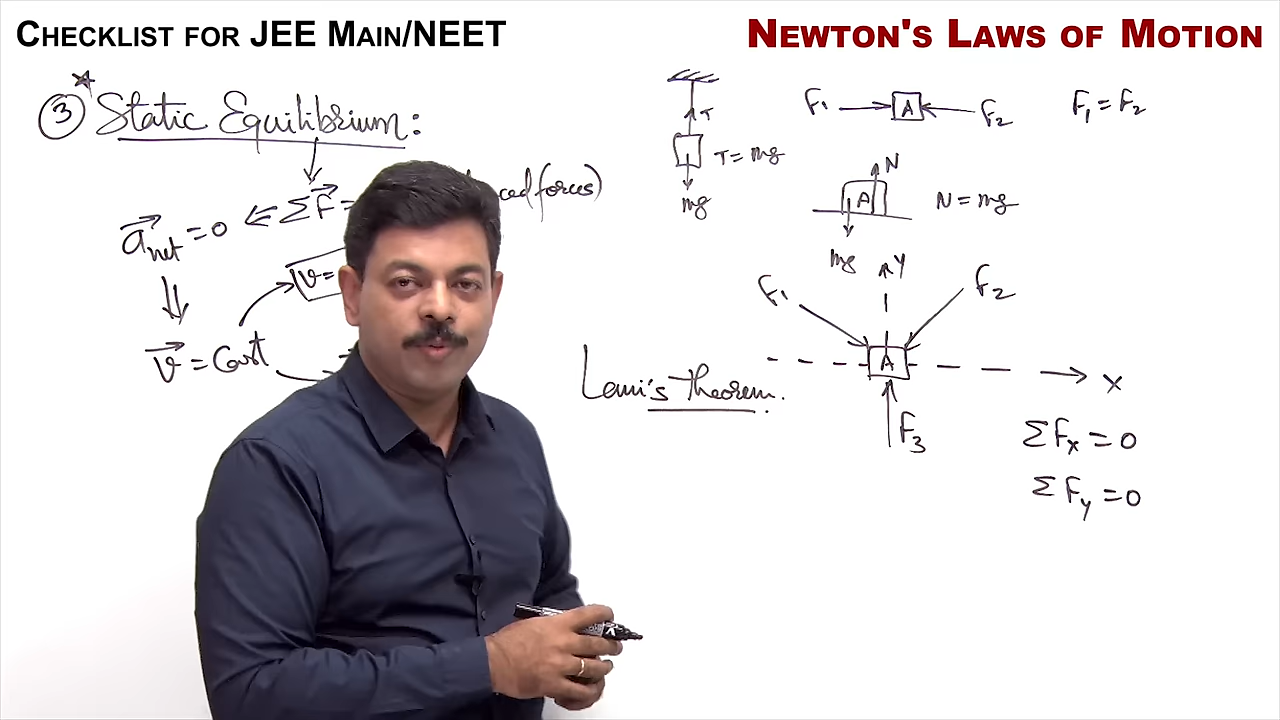 CHECKLIST FOR JEE MAIN/NEET
NEWTON'S LAWS OF MOTION
③ Static Equilibrium:
ΣF⃗ =
ced forces)
a⃗net = 0 ⇐
v =
v⃗ = Const
T
T = mg
mg
F1 A F2
F1 = F2
N
A
N = mg
mg
Y
F1
F2
A
X
Lami's Theorem.
F3
ΣFx = 0
ΣFy = 0